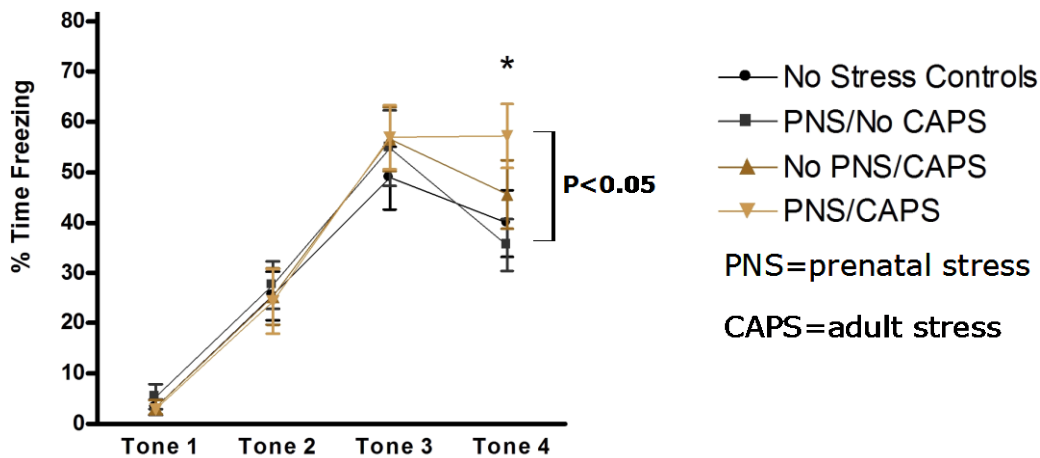 % Time Freezing
80
70
60
50
40
30
20
10
0
Tone 1 Tone 2 Tone 3 Tone 4
*
P<0.05
No Stress Controls
PNS/No CAPS
No PNS/CAPS
PNS/CAPS
PNS=prenatal stress
CAPS=adult stress